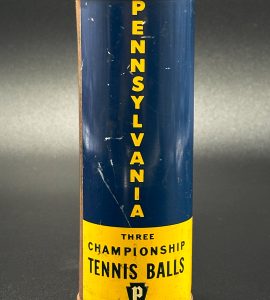 PENNSYLVANIA
THREE
CHAMPIONSHIP
TENNIS BALLS
P